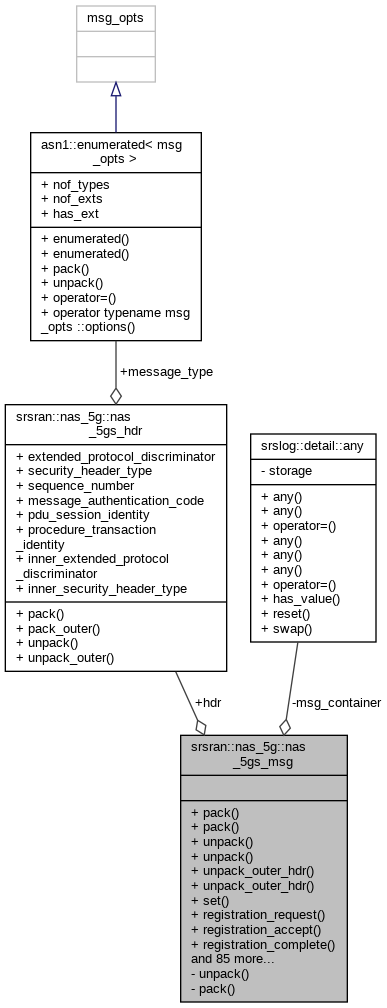 msg_opts
asn1::enumerated< msg
_opts >
+ nof_types
+ nof_exts
+ has_ext
+ enumerated()
+ enumerated()
+ pack()
+ unpack()
+ operator=()
+ operator typename msg
_opts ::options()
+message_type
srsran::nas_5g::nas
_5gs_hdr
+ extended_protocol_discriminator
+ security_header_type
+ sequence_number
+ message_authentication_code
+ pdu_session_identity
+ procedure_transaction
_identity
+ inner_extended_protocol
_discriminator
+ inner_security_header_type
+ pack()
+ pack_outer()
+ unpack()
+ unpack_outer()
srslog::detail::any
- storage
+ any()
+ any()
+ operator=()
+ any()
+ any()
+ any()
+ operator=()
+ has_value()
+ reset()
+ swap()
+hdr
-msg_container
srsran::nas_5g::nas
_5gs_msg
+ pack()
+ pack()
+ unpack()
+ unpack()
+ unpack_outer_hdr()
+ unpack_outer_hdr()
+ set()
+ registration_request()
+ registration_accept()
+ registration_complete()
and 85 more...
- unpack()
- pack()